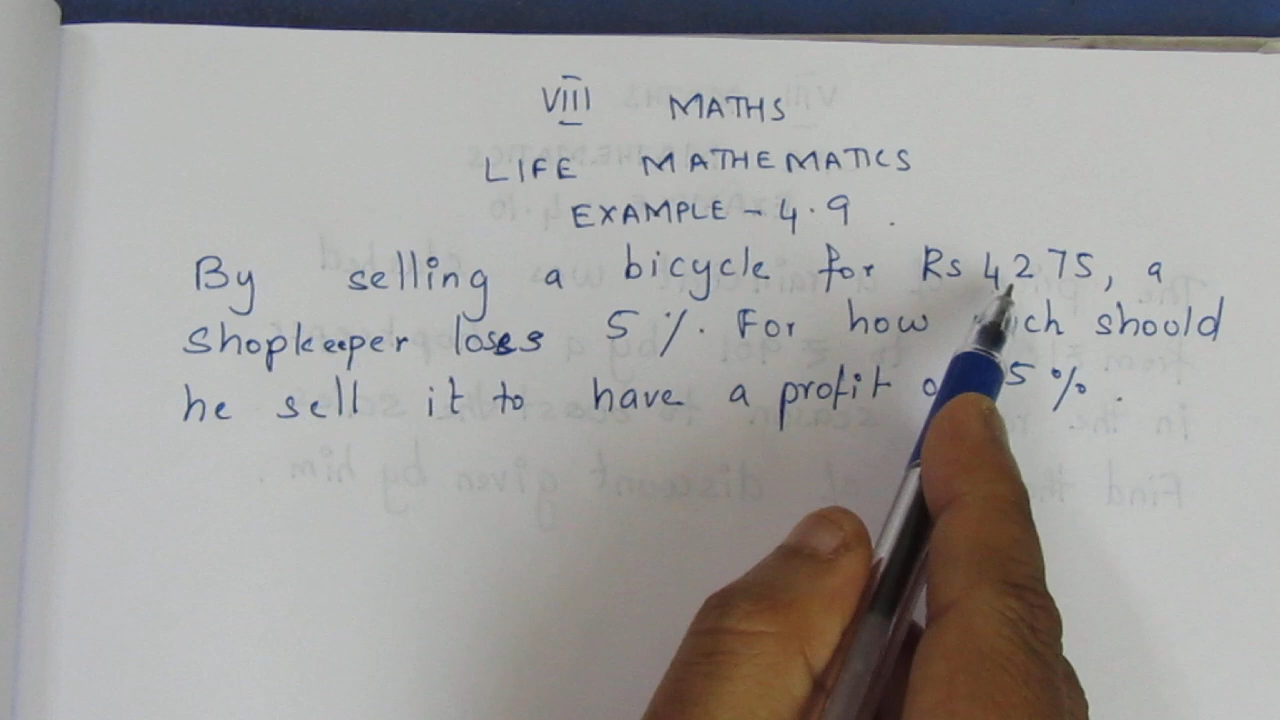 VIII MATHS
LIFE MATHEMATICS
EXAMPLE - 4.9.
By selling a bicycle for Rs 4275, a
Shopkeeper loses 5%. For how should
he sell it to have a profit 5%.